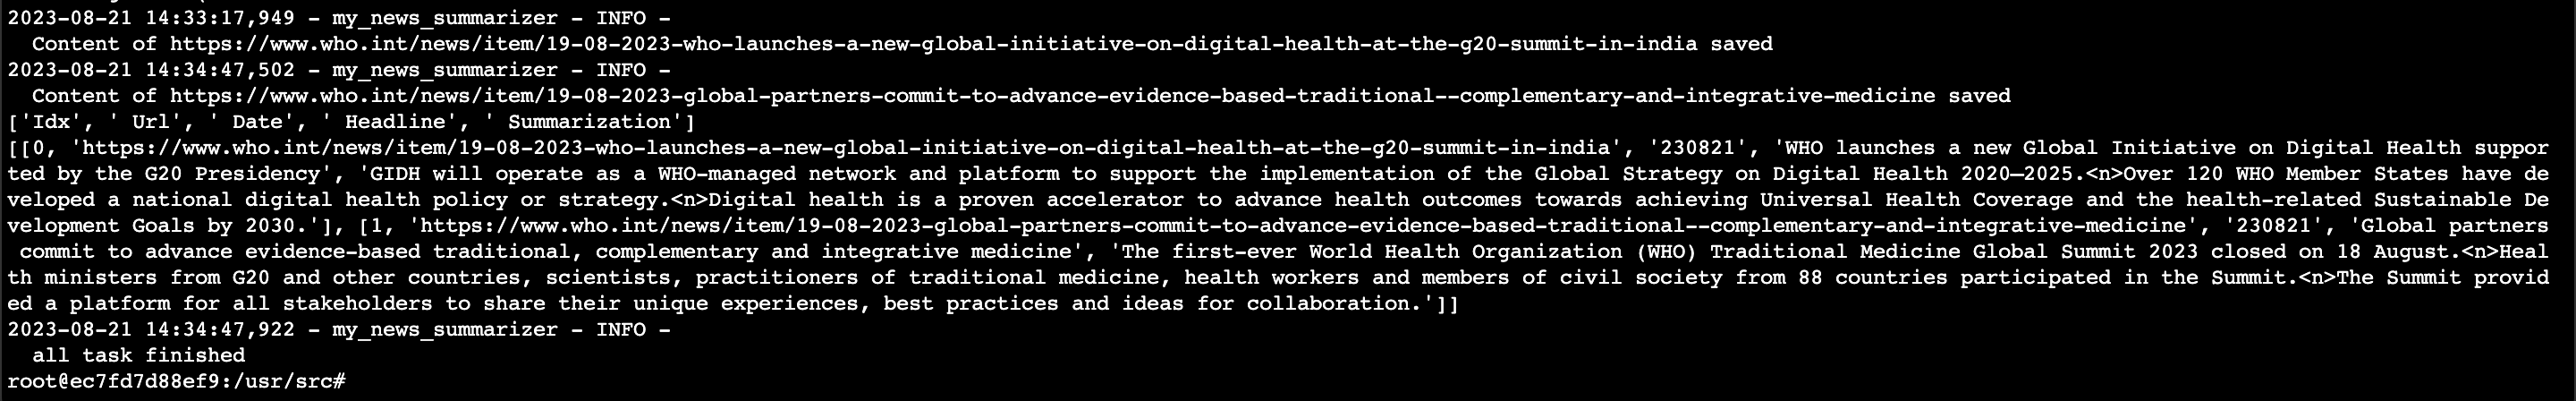 2023-08-21 14:33:17,949 - my_news_summarizer - INFO -
  Content of https://www.who.int/news/item/19-08-2023-who-launches-a-new-global-initiative-on-digital-health-at-the-g20-summit-in-india saved
2023-08-21 14:34:47,502 - my_news_summarizer - INFO -
  Content of https://www.who.int/news/item/19-08-2023-global-partners-commit-to-advance-evidence-based-traditional--complementary-and-integrative-medicine saved
['Idx', ' Url', ' Date', ' Headline', ' Summarization']
[[0, 'https://www.who.int/news/item/19-08-2023-who-launches-a-new-global-initiative-on-digital-health-at-the-g20-summit-in-india', '230821', 'WHO launches a new Global Initiative on Digital Health suppor
ted by the G20 Presidency', 'GIDH will operate as a WHO-managed network and platform to support the implementation of the Global Strategy on Digital Health 2020–2025.<n>Over 120 WHO Member States have de
veloped a national digital health policy or strategy.<n>Digital health is a proven accelerator to advance health outcomes towards achieving Universal Health Coverage and the health-related Sustainable De
velopment Goals by 2030.'], [1, 'https://www.who.int/news/item/19-08-2023-global-partners-commit-to-advance-evidence-based-traditional--complementary-and-integrative-medicine', '230821', 'Global partners
 commit to advance evidence-based traditional, complementary and integrative medicine', 'The first-ever World Health Organization (WHO) Traditional Medicine Global Summit 2023 closed on 18 August.<n>Heal
th ministers from G20 and other countries, scientists, practitioners of traditional medicine, health workers and members of civil society from 88 countries participated in the Summit.<n>The Summit provid
ed a platform for all stakeholders to share their unique experiences, best practices and ideas for collaboration.']]
2023-08-21 14:34:47,922 - my_news_summarizer - INFO -
  all task finished
root@ec7fd7d88ef9:/usr/src#